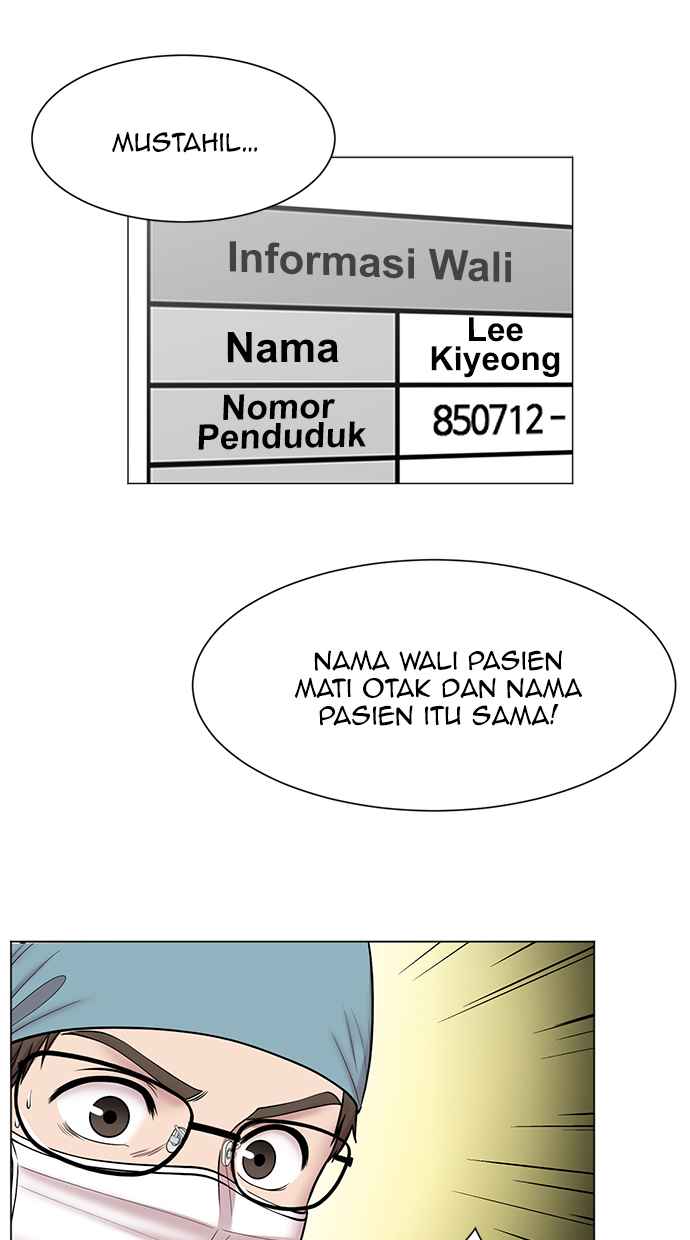 MUSTAHIL...
Informasi Wali
Nama
Lee
Kiyeong
Nomor
Penduduk
850712-
NAMA WALI PASIEN
MATI OTAK DAN NAMA
PASIEN ITU SAMA!